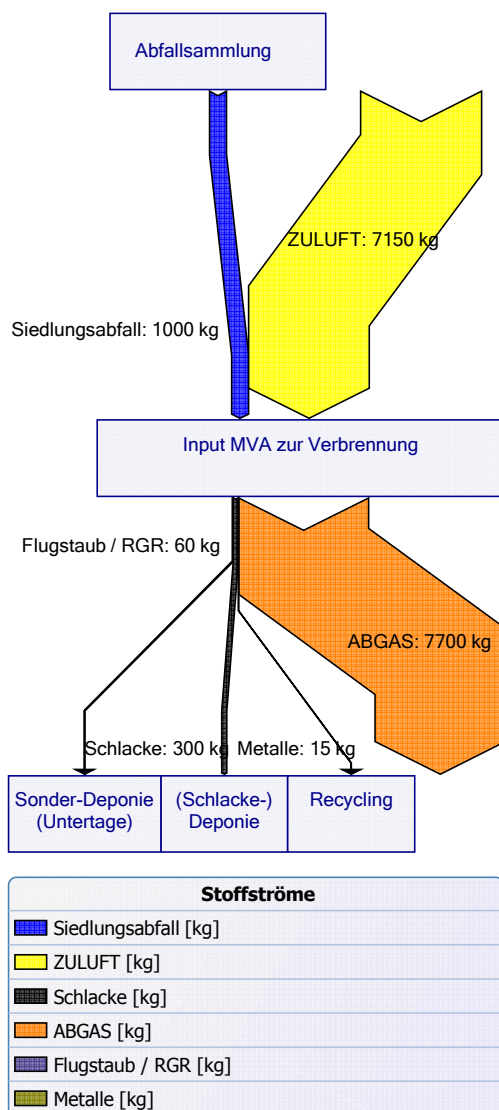 Abfallsammlung
ZULUFT: 7150 kg
Siedlungsabfall: 1000 kg
Input MVA zur Verbrennung
Flugstaub / RGR: 60 kg
ABGAS: 7700 kg
Schlacke: 300 kg
Metalle: 15 kg
Sonder-Deponie
(Untertage)
(Schlacke-)
Deponie
Recycling
Stoffströme
Siedlungsabfall [kg]
ZULUFT [kg]
Schlacke [kg]
ABGAS [kg]
Flugstaub / RGR [kg]
Metalle [kg]